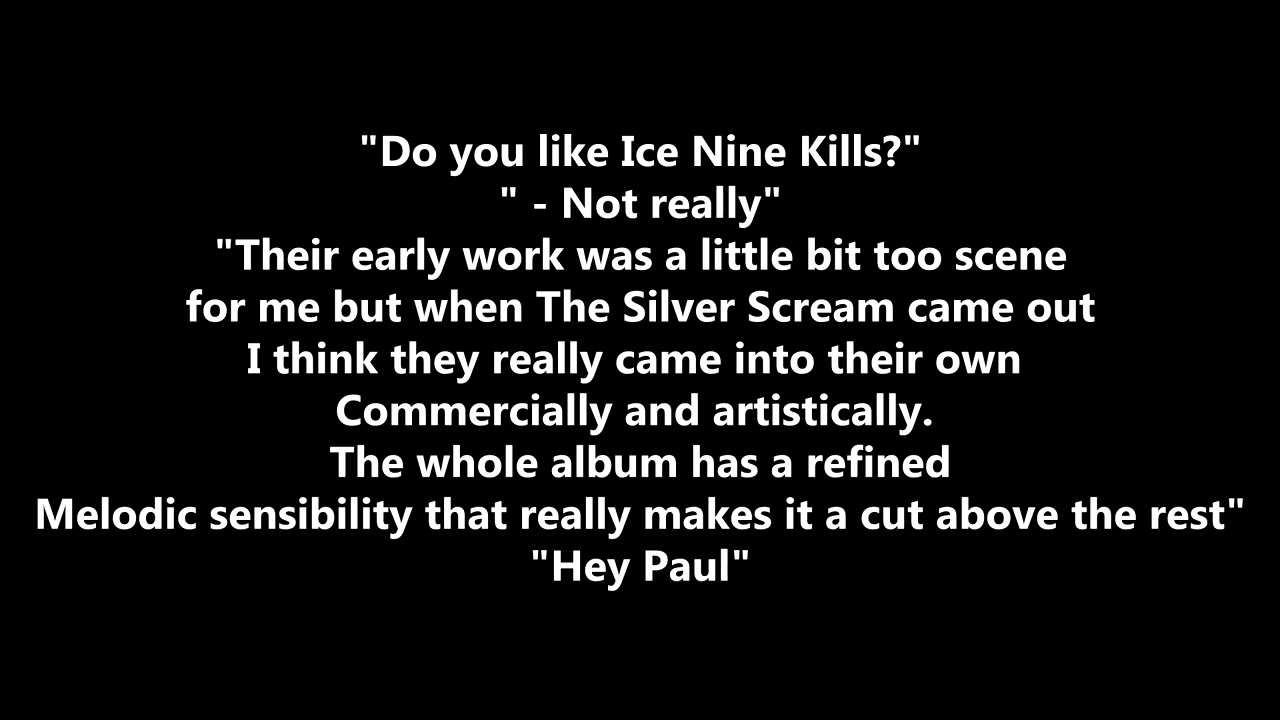 "Do you like Ice Nine Kills?"
" - Not really"
"Their early work was a little bit too scene
for me but when The Silver Scream came out
I think they really came into their own
Commercially and artistically.
The whole album has a refined
Melodic sensibility that really makes it a cut above the rest"
"Hey Paul"